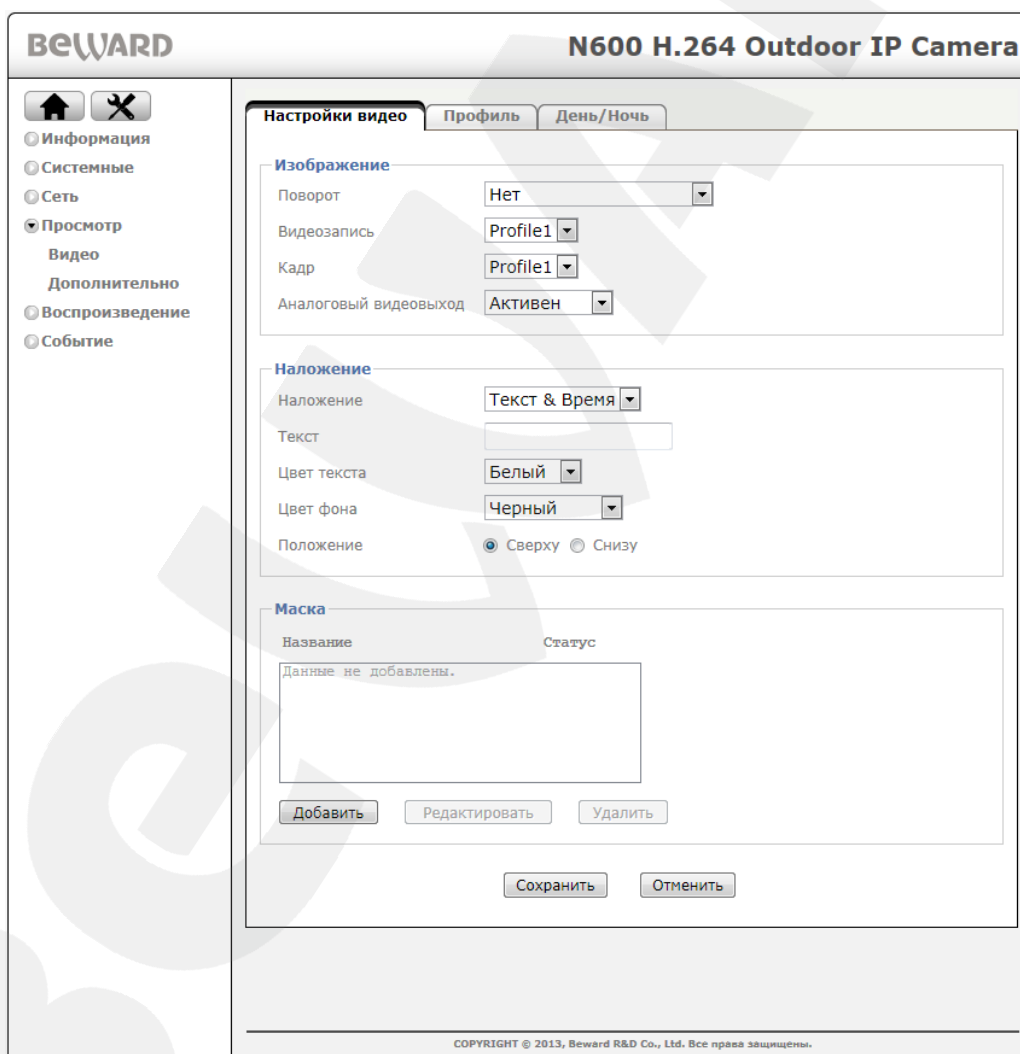 BEWARD
N600 H.264 Outdoor IP Camera
Информация
Системные
Сеть
Просмотр
Видео
Дополнительно
Воспроизведение
Событие
Настройки видео Профиль День/Ночь
Изображение
Поворот Нет
Видеозапись Profile1
Кадр Profile1
Аналоговый видеовыход Активен
Наложение
Наложение Текст & Время
Текст
Цвет текста Белый
Цвет фона Черный
Положение Сверху Снизу
Маска
Название Статус
Данные не добавлены.
Добавить Редактировать Удалить
Сохранить Отменить
COPYRIGHT © 2013, Beward R&D Co., Ltd. Все права защищены.